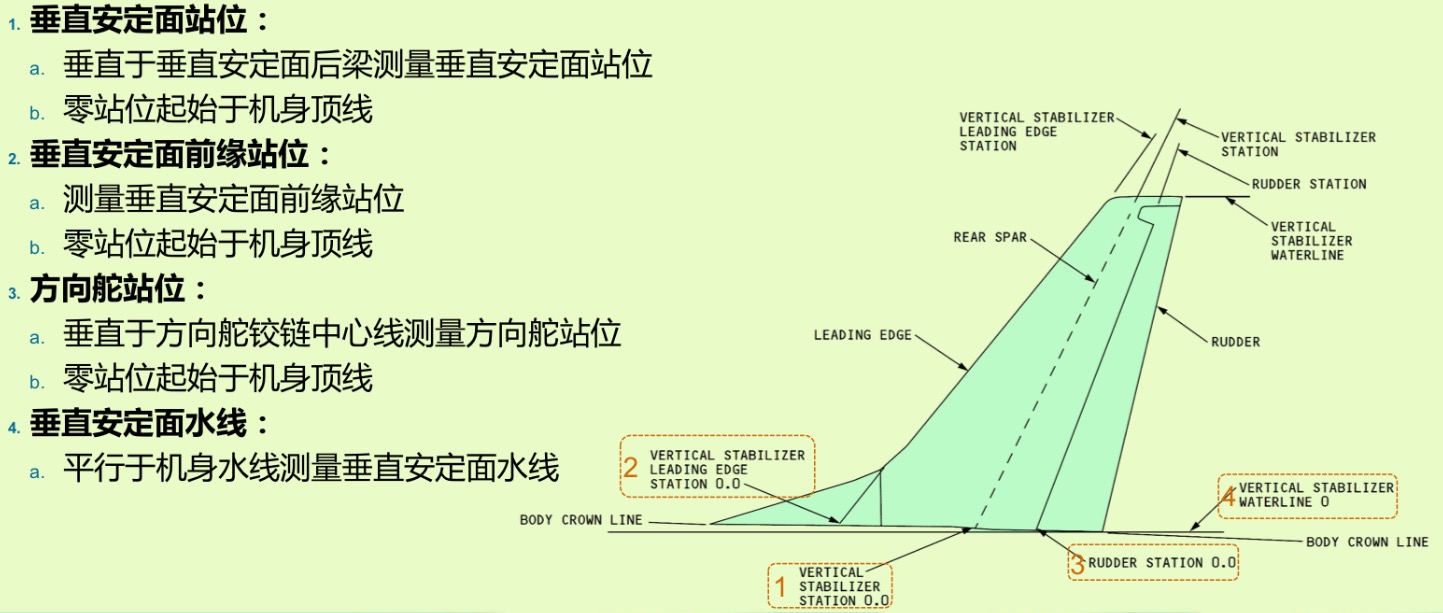 1. 垂直安定面站位：
a. 垂直于垂直安定面后梁测量垂直安定面站位
b. 零站位起始于机身顶线
2. 垂直安定面前缘站位：
a. 测量垂直安定面前缘站位
b. 零站位起始于机身顶线
3. 方向舵站位：
a. 垂直于方向舵铰链中心线测量方向舵站位
b. 零站位起始于机身顶线
4. 垂直安定面水线：
a. 平行于机身水线测量垂直安定面水线
VERTICAL STABILIZER
LEADING EDGE
STATION
VERTICAL STABILIZER
STATION
RUDDER STATION
VERTICAL
STABILIZER
WATERLINE
REAR SPAR
LEADING EDGE
RUDDER
2 VERTICAL STABILIZER
LEADING EDGE
STATION 0.0
BODY CROWN LINE
4 VERTICAL STABILIZER
WATERLINE 0
BODY CROWN LINE
3 RUDDER STATION 0.0
1 VERTICAL
STABILIZER
STATION 0.0